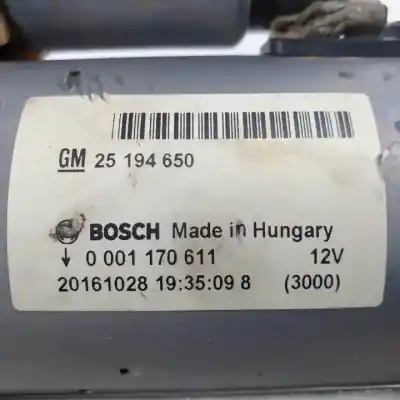 GM 25 194 650
BOSCH Made in Hungary
↓ 0 001 170 611 12V
20161028 19:35:09 8 (3000)